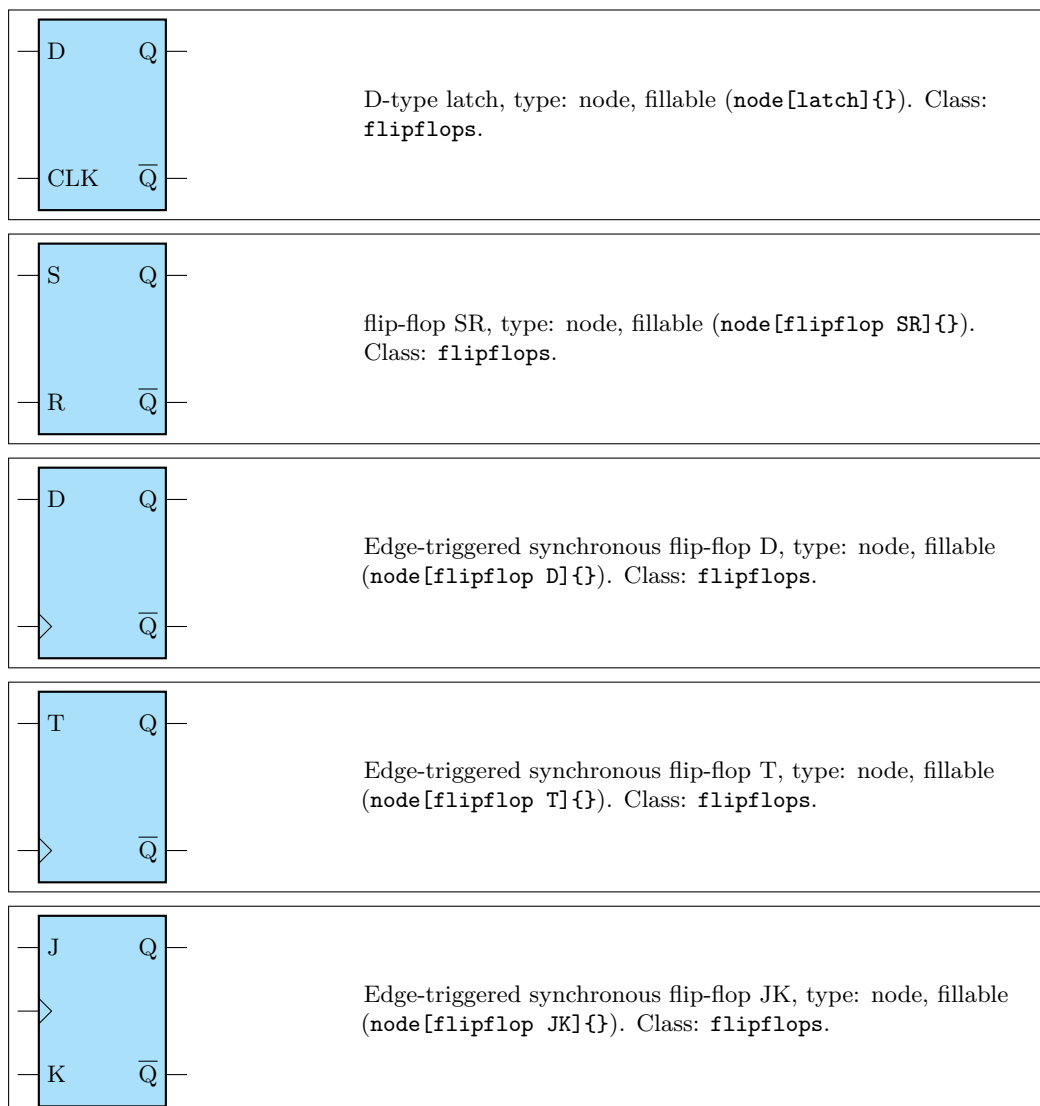 D Q
D-type latch, type: node, fillable (node[latch]{}). Class:
flipflops.
CLK Q̅
S Q
flip-flop SR, type: node, fillable (node[flipflop SR]{}).
Class: flipflops.
R Q̅
D Q
Edge-triggered synchronous flip-flop D, type: node, fillable
(node[flipflop D]{}). Class: flipflops.
Q̅
T Q
Edge-triggered synchronous flip-flop T, type: node, fillable
(node[flipflop T]{}). Class: flipflops.
Q̅
J Q
Edge-triggered synchronous flip-flop JK, type: node, fillable
(node[flipflop JK]{}). Class: flipflops.
K Q̅